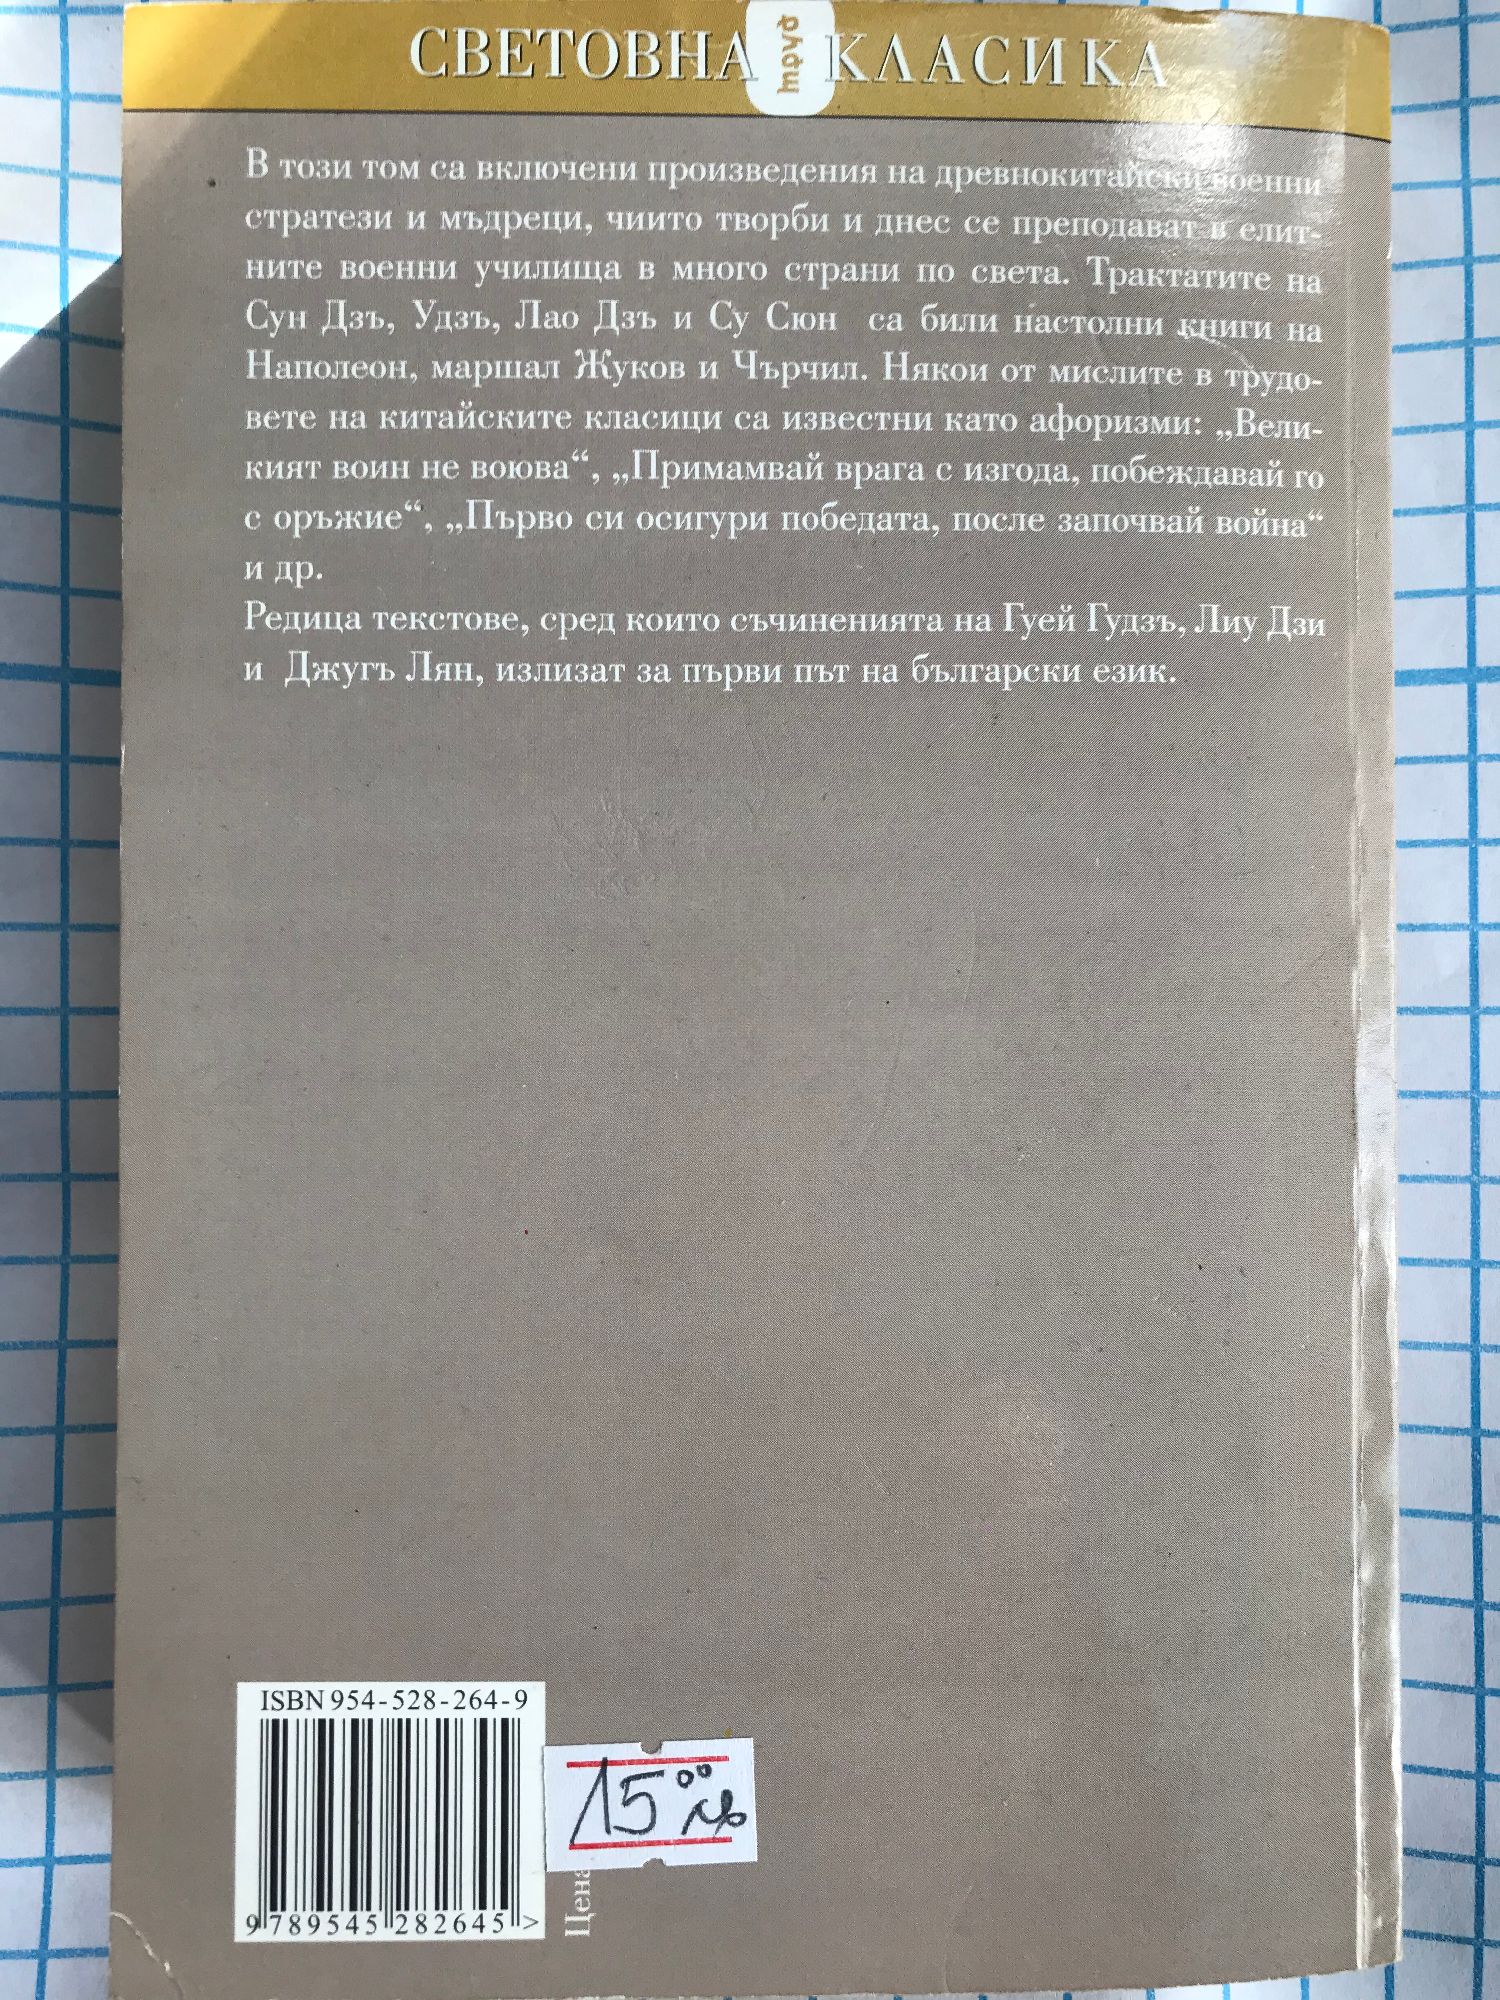 СВЕТОВНА труд КЛАСИКА
В този том са включени произведения на древнокитайски военни
стратези и мъдреци, чиито творби и днес се преподават в елит-
ните военни училища в много страни по света. Трактатите на
Сун Дзъ, Удзъ, Лао Дзъ и Су Сюн са били настолни книги на
Наполеон, маршал Жуков и Чърчил. Някои от мислите в трудо-
вете на китайските класици са известни като афоризми: „Вели-
кият воин не воюва“, „Примамвай врага с изгода, побеждавай го
с оръжие“, „Първо си осигури победата, после започвай война“
и др.
Редица текстове, сред които съчиненията на Гуей Гудзъ, Лиу Дзи
и Джугъ Лян, излизат за първи път на български език.
ISBN 954-528-264-9
9 789545 282645 >
Цена
15 00 лв